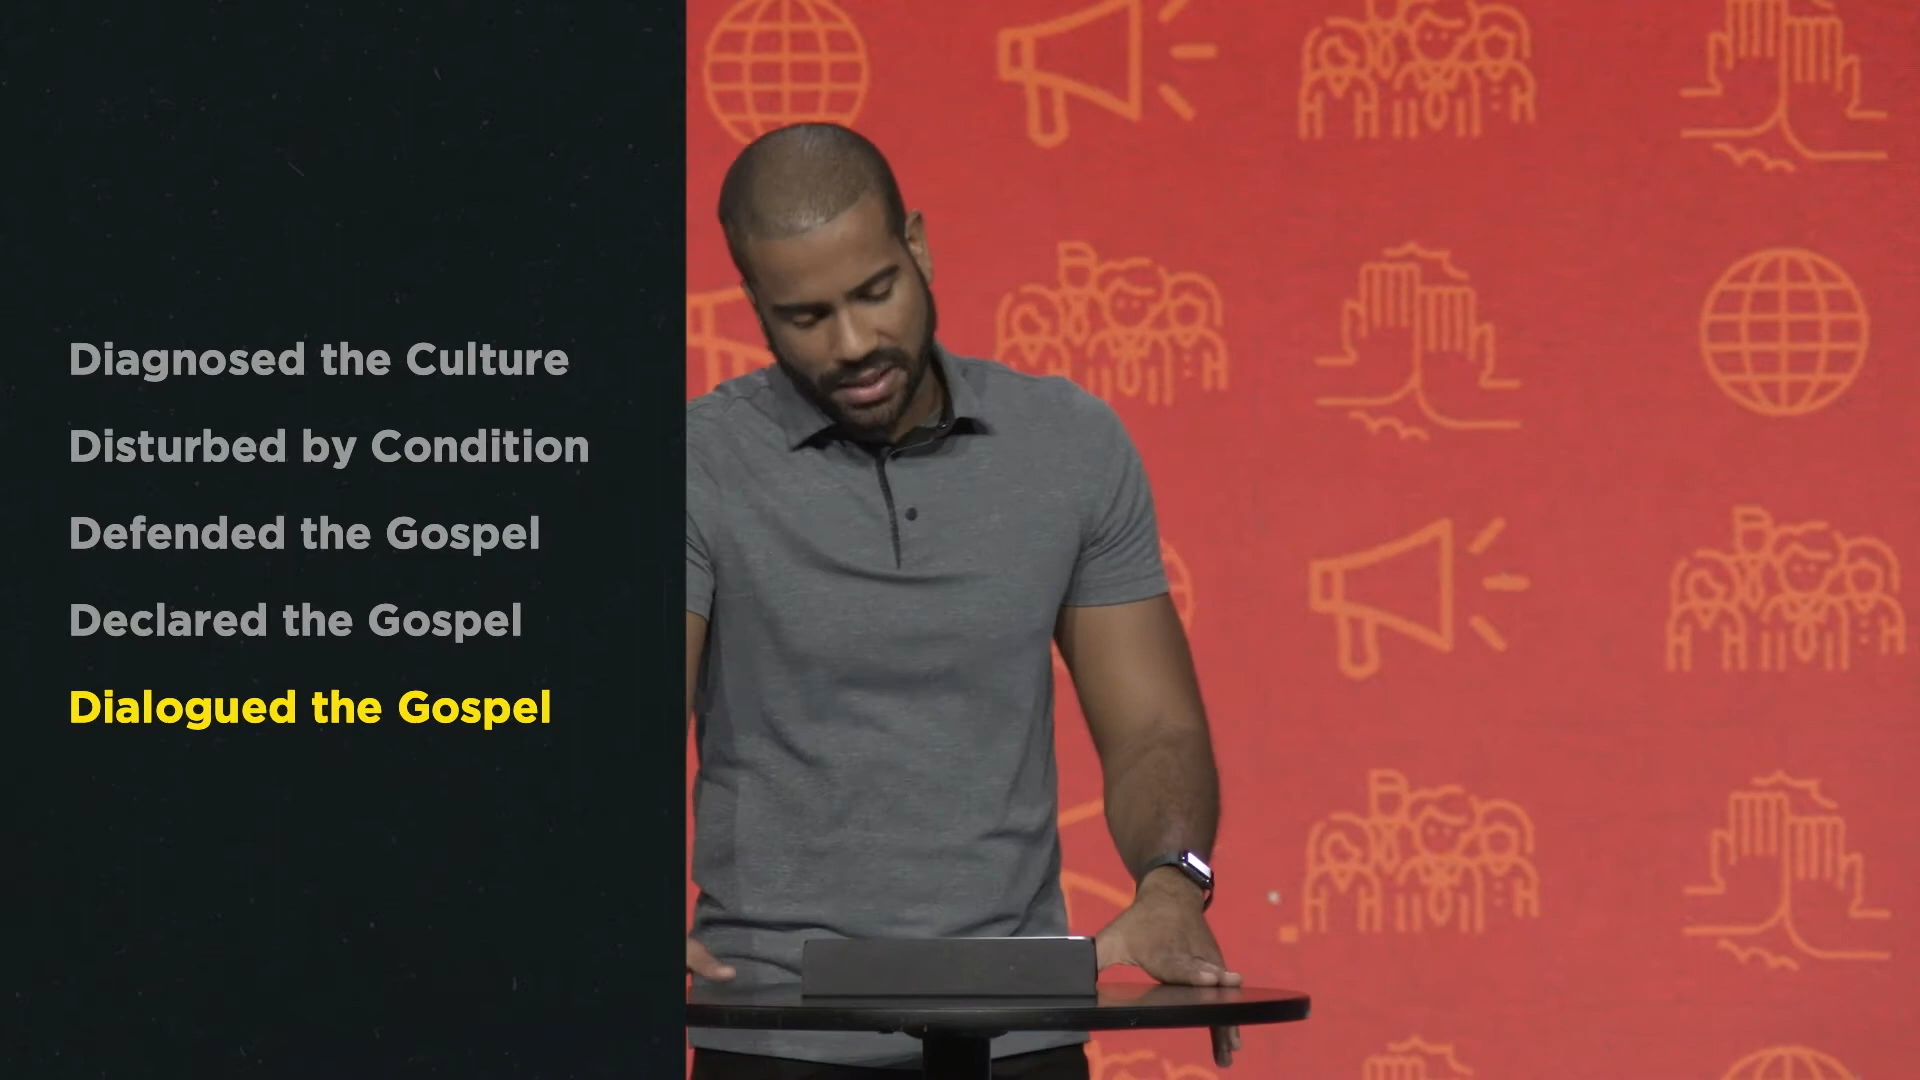 Diagnosed the Culture
Disturbed by Condition
Defended the Gospel
Declared the Gospel
Dialogued the Gospel